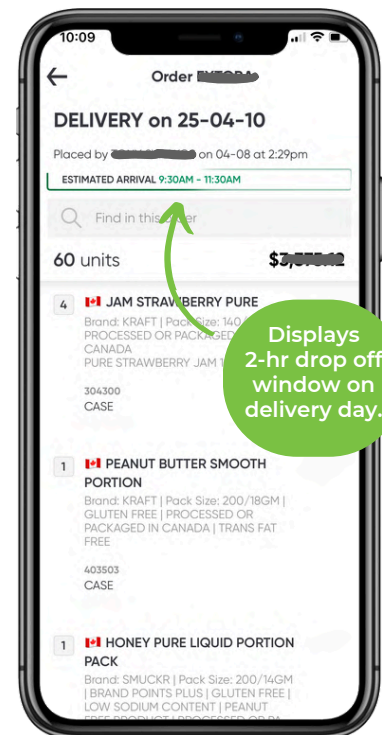 10:09
Order
DELIVERY on 25-04-10
Placed by on 04-08 at 2:29pm
ESTIMATED ARRIVAL 9:30AM - 11:30AM
Find in this order
60 units
4 JAM STRAWBERRY PURE
Brand: KRAFT | Pack Size: 140/
PROCESSED OR PACKAGED
CANADA
PURE STRAWBERRY JAM
304300
CASE
Displays
2-hr drop off
window on
delivery day.
1 PEANUT BUTTER SMOOTH
PORTION
Brand: KRAFT | Pack Size: 200/18GM |
GLUTEN FREE | PROCESSED OR
PACKAGED IN CANADA | TRANS FAT
FREE
403503
CASE
1 HONEY PURE LIQUID PORTION
PACK
Brand: SMUCKR | Pack Size: 200/14GM
| BRAND POINTS PLUS | GLUTEN FREE |
LOW SODIUM CONTENT | PEANUT
FREE PRODUCT | PROCESSED OR PA